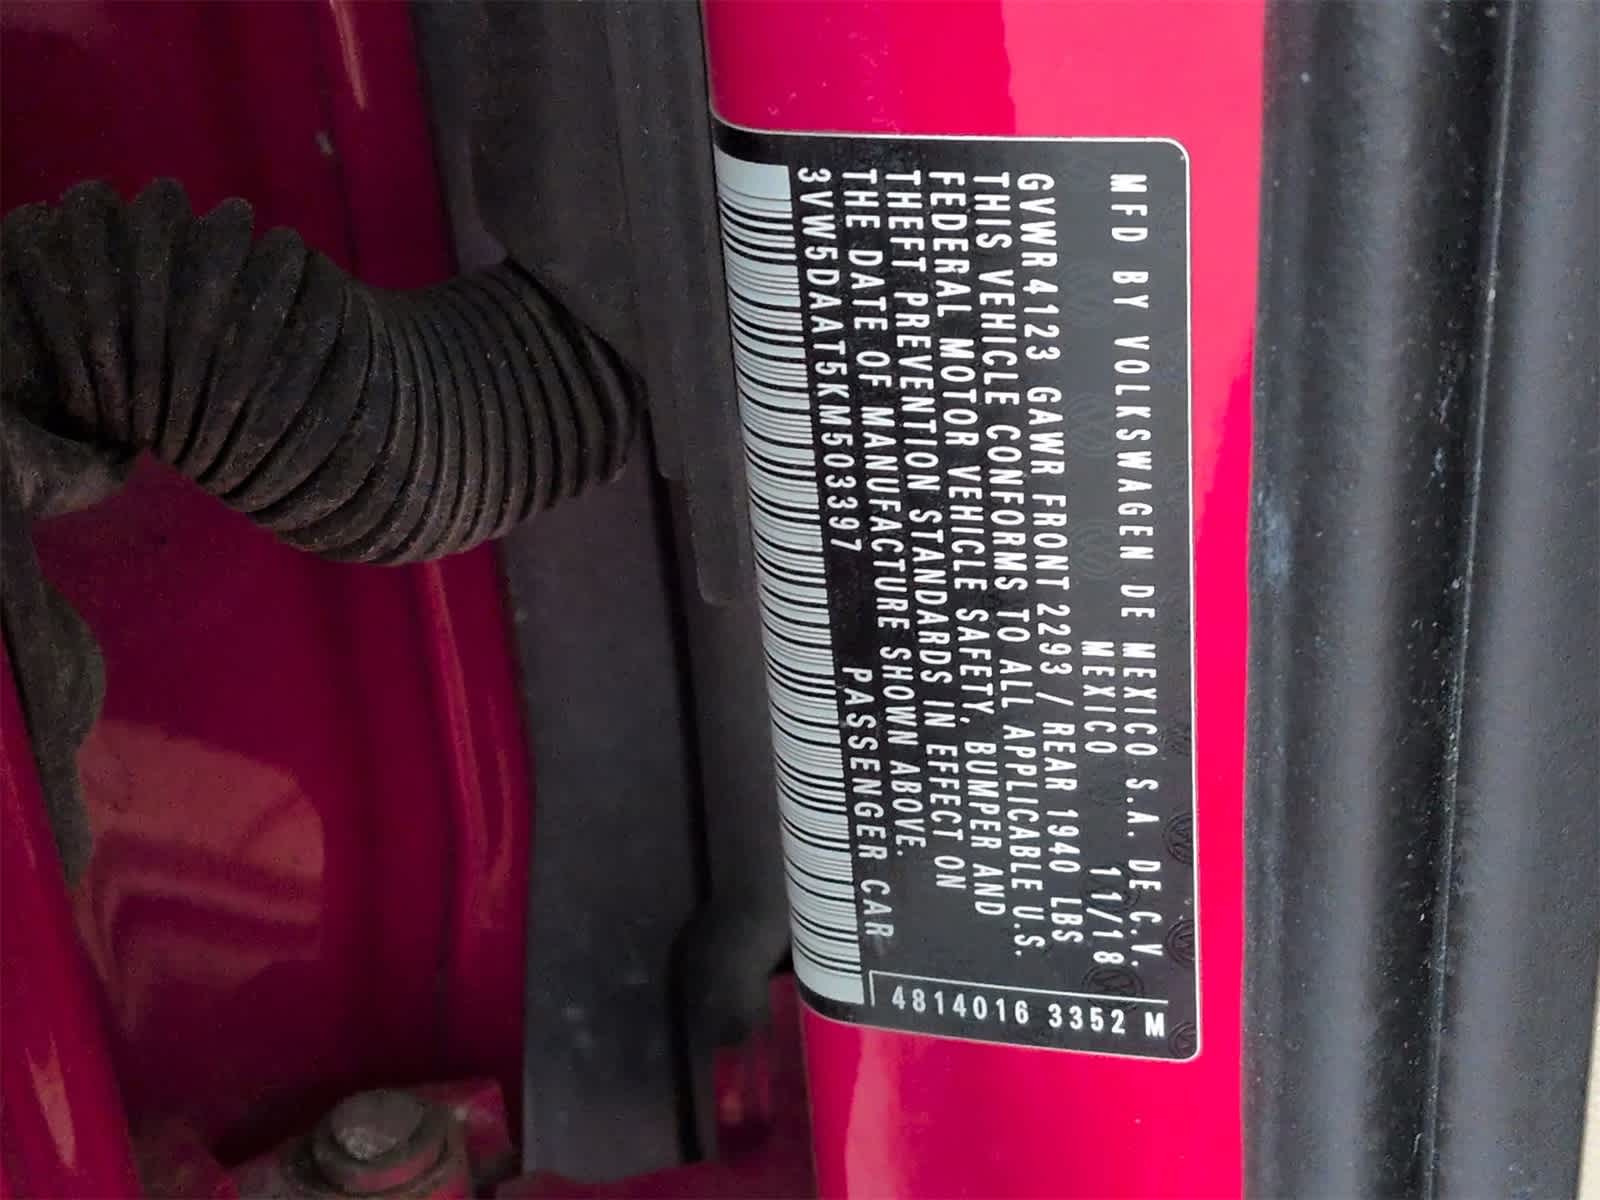 MFD BY VOLKSWAGEN DE MEXICO S.A. DE C.V.
MEXICO 11/18
GVWR 4123 GAWR FRONT 2293 / REAR 1940 LBS
THIS VEHICLE CONFORMS TO ALL APPLICABLE U.S.
FEDERAL MOTOR VEHICLE SAFETY, BUMPER AND
THEFT PREVENTION STANDARDS IN EFFECT ON
THE DATE OF MANUFACTURE SHOWN ABOVE.
3VW5DAAT5KM503397 PASSENGER CAR
4814016 3352 M